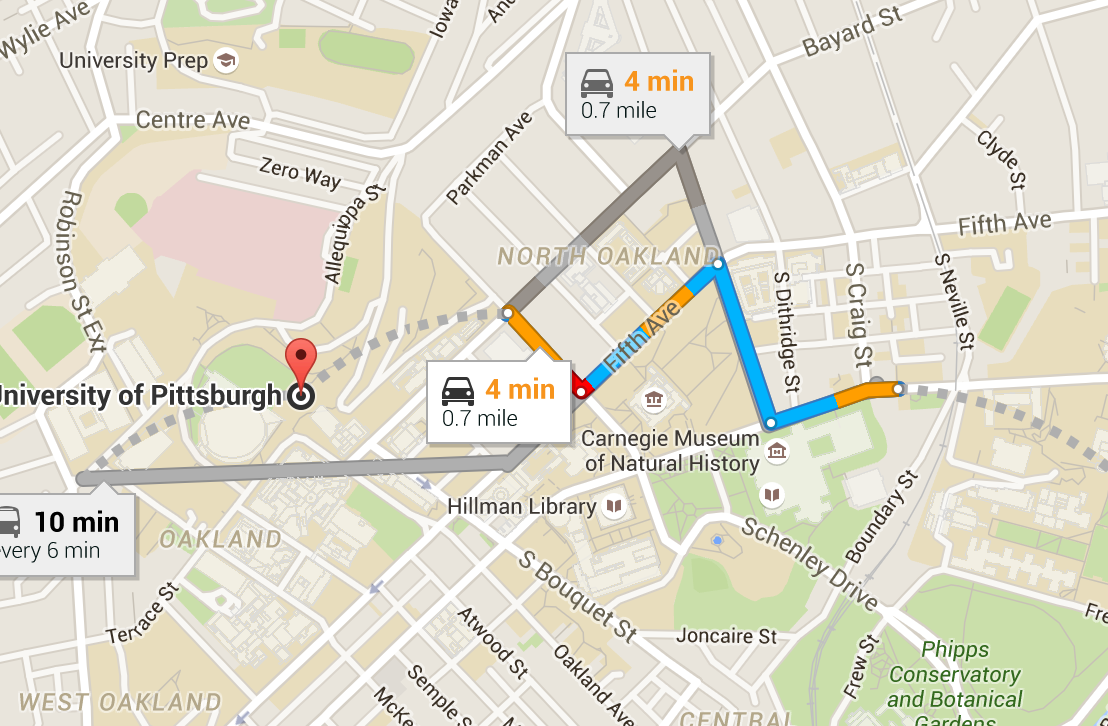 Wylie Ave
Iowa
Bayard St
University Prep
4 min
0.7 mile
Centre Ave
Parkman Ave
Clyde St
Zero Way
Allequippa St
Robinson St Ext
Fifth Ave
NORTH OAKLAND
S Dithridge St
S Craig St
S Neville St
Fifth Ave
University of Pittsburgh
4 min
0.7 mile
Carnegie Museum
of Natural History
Hillman Library
10 min
every 6 min
OAKLAND
Boundary St
Schenley Drive
S Bouquet St
Terrace St
Atwood St
Joncaire St
Oakland Ave
Frew St
Phipps
Conservatory
and Botanical
Gardens
Semple S
McKe
WEST OAKLAND
CENTRAL